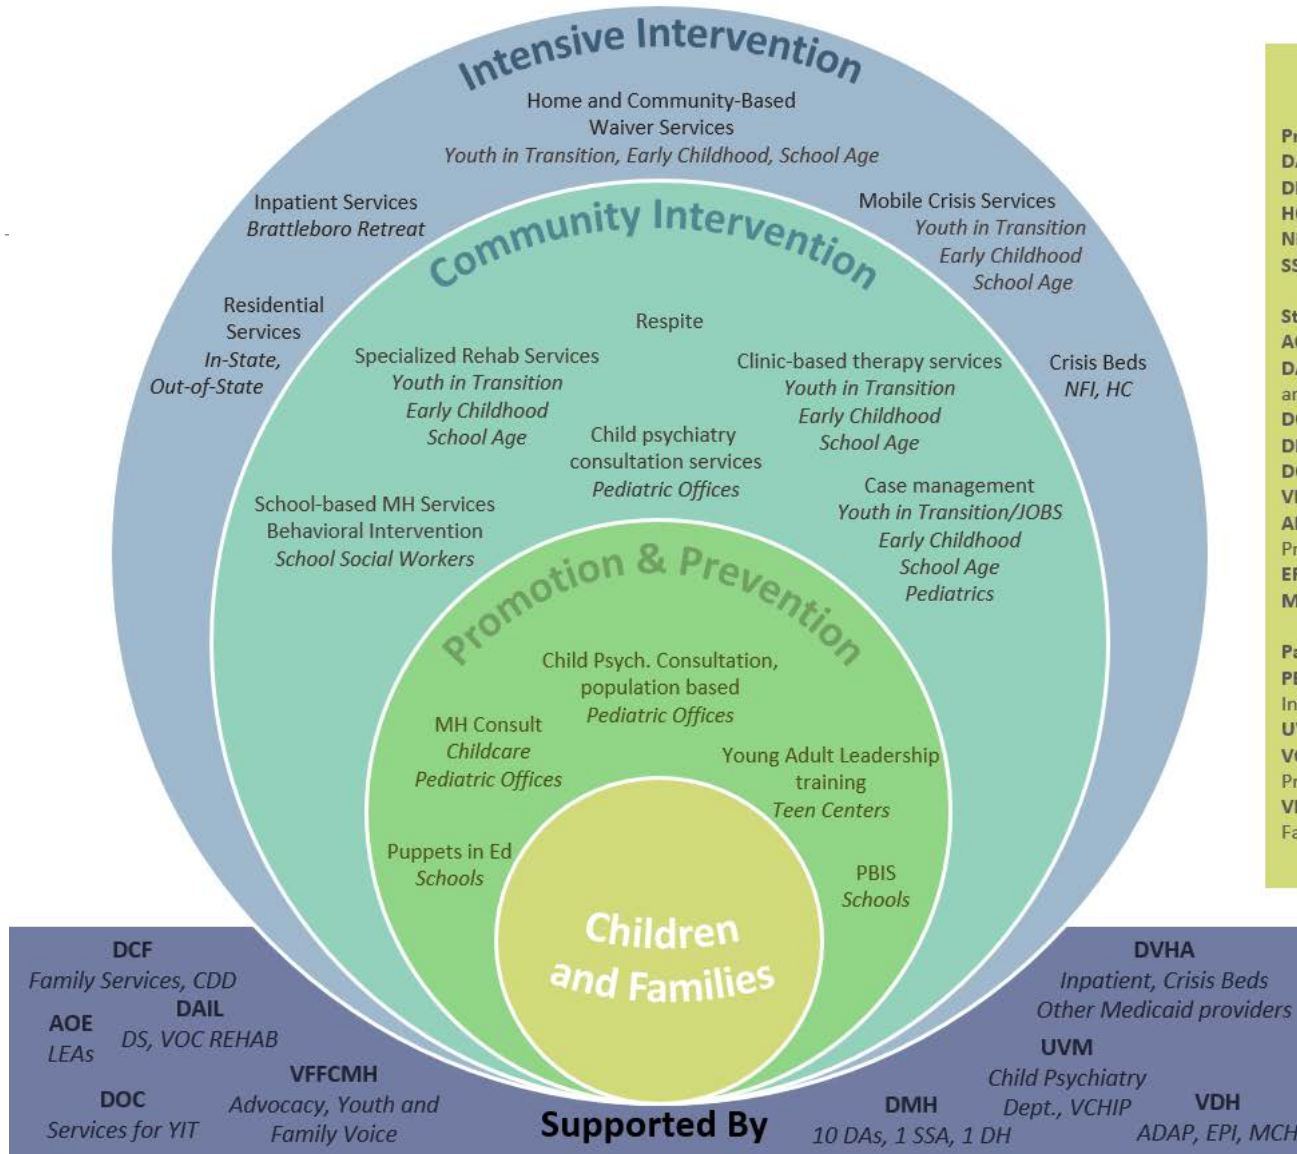 Intensive Intervention
Home and Community-Based
Waiver Services
Youth in Transition, Early Childhood, School Age
Inpatient Services
Brattleboro Retreat
Mobile Crisis Services
Youth in Transition
Early Childhood
School Age
Residential
Services
In-State,
Out-of-State
Crisis Beds
NFI, HC
Community Intervention
Respite
Specialized Rehab Services
Youth in Transition
Early Childhood
School Age
Clinic-based therapy services
Youth in Transition
Early Childhood
School Age
Child psychiatry
consultation services
Pediatric Offices
School-based MH Services
Behavioral Intervention
School Social Workers
Case management
Youth in Transition/JOBS
Early Childhood
School Age
Pediatrics
Promotion & Prevention
Child Psych. Consultation,
population based
Pediatric Offices
MH Consult
Childcare
Pediatric Offices
Young Adult Leadership
training
Teen Centers
Puppets in Ed
Schools
PBIS
Schools
Children
and Families
DCF
Family Services, CDD
DAIL
DS, VOC REHAB
AOE
LEAs
VFFCMH
Advocacy, Youth and
Family Voice
DOC
Services for YIT
Supported By
DVHA
Inpatient, Crisis Beds
Other Medicaid providers
UVM
Child Psychiatry
Dept., VCHIP
DMH
10 DAs, 1 SSA, 1 DH
VDH
ADAP, EPI, MCH